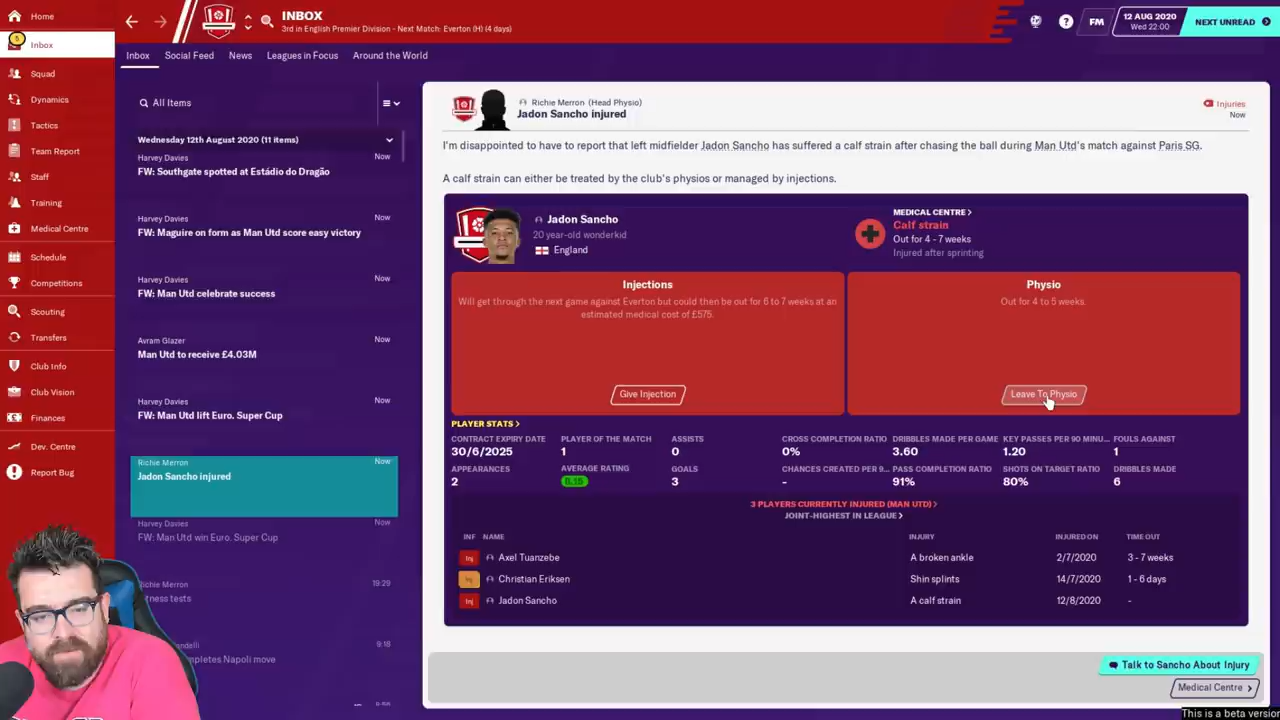 Home
INBOX
3rd in English Premier Division - Next Match: Everton (H) (4 days)
FM
12 AUG 2020
Wed 22:00
NEXT UNREAD
5
Inbox
Squad
Dynamics
Tactics
Team Report
Staff
Training
Medical Centre
Schedule
Competitions
Scouting
Transfers
Club Info
Club Vision
Finances
Dev. Centre
Report Bug
Inbox
Social Feed
News
Leagues in Focus
Around the World
All Items
Wednesday 12th August 2020 (11 items)
Harvey Davies Now
FW: Southgate spotted at Estádio do Dragão
Harvey Davies Now
FW: Maguire on form as Man Utd score easy victory
Harvey Davies Now
FW: Man Utd celebrate success
Avram Glazer Now
Man Utd to receive £4.03M
Harvey Davies Now
FW: Man Utd lift Euro. Super Cup
Richie Merron Now
Jadon Sancho injured
Harvey Davies Now
FW: Man Utd win Euro. Super Cup
Richie Merron 19:29
tness tests
9:18
mpletes Napoli move
Richie Merron (Head Physio)
Jadon Sancho injured
Injuries
Now
I'm disappointed to have to report that left midfielder Jadon Sancho has suffered a calf strain after chasing the ball during Man Utd's match against Paris SG.
A calf strain can either be treated by the club's physios or managed by injections.
Jadon Sancho
20 year-old wonderkid
England
MEDICAL CENTRE >
Calf strain
Out for 4 - 7 weeks
Injured after sprinting
Injections
Will get through the next game against Everton but could then be out for 6 to 7 weeks at an
estimated medical cost of £575.
Give Injection
Physio
Out for 4 to 5 weeks.
Leave To Physio
PLAYER STATS >
CONTRACT EXPIRY DATE PLAYER OF THE MATCH ASSISTS CROSS COMPLETION RATIO DRIBBLES MADE PER GAME KEY PASSES PER 90 MINU... FOULS AGAINST
30/6/2025 1 0 0% 3.60 1.20 1
APPEARANCES AVERAGE RATING GOALS CHANCES CREATED PER 9... PASS COMPLETION RATIO SHOTS ON TARGET RATIO DRIBBLES MADE
2 8.15 3 - 91% 80% 6
3 PLAYERS CURRENTLY INJURED (MAN UTD) >
JOINT-HIGHEST IN LEAGUE >
INF NAME INJURY INJURED ON TIME OUT
Inj Axel Tuanzebe A broken ankle 2/7/2020 3 - 7 weeks
Inj Christian Eriksen Shin splints 14/7/2020 1 - 6 days
Inj Jadon Sancho A calf strain 12/8/2020 -
Talk to Sancho About Injury
Medical Centre >
This is a beta version